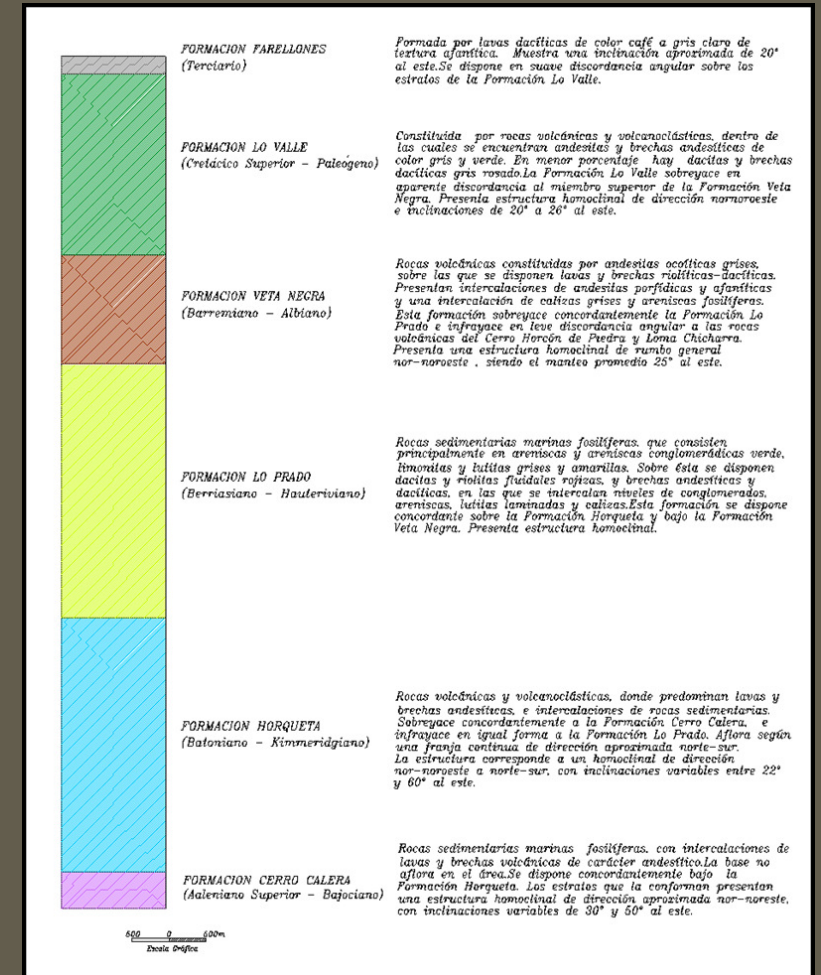 FORMACION FARELLONES
(Terciario)
Formada por lavas dacíticas de color café a gris claro de
textura afanítica. Muestra una inclinación aproximada de 20°
al este.Se dispone en suave discordancia angular sobre los
estratos de la Formación Lo Valle.
FORMACION LO VALLE
(Cretácico Superior - Paleógeno)
Constituida por rocas volcánicas y volcanoclásticas, dentro de
las cuales se encuentran andesitas y brechas andesíticas de
color gris y verde. En menor porcentaje hay dacitas y brechas
dacíticas gris rosado.La Formación Lo Valle sobreyace en
aparente discordancia al miembro superior de la Formación Veta
Negra. Presenta estructura homoclinal de dirección nornoroeste
e inclinaciones de 20° a 26° al este.
FORMACION VETA NEGRA
(Barremiano - Albiano)
Rocas volcánicas constituidas por andesitas ocoíticas grises,
sobre las que se disponen lavas y brechas riolíticas-dacíticas.
Presentan intercalaciones de andesitas porfídicas y afaníticas
y una intercalación de calizas grises y areniscas fosilíferas.
Esta formación sobreyace concordantemente la Formación Lo
Prado e infrayace en leve discordancia angular a las rocas
volcánicas del Cerro Horcón de Piedra y Loma Chicharra.
Presenta una estructura homoclinal de rumbo general
nor-noroeste , siendo el manteo promedio 25° al este.
FORMACION LO PRADO
(Berriasiano - Hauteriviano)
Rocas sedimentarias marinas fosilíferas. que consisten
principalmente en areniscas y areniscas conglomerádicas verde,
limonitas y lutitas grises y amarillas. Sobre ésta se disponen
dacitas y riolitas fluidales rojizas, y brechas andesíticas y
dacíticas, en las que se intercalan niveles de conglomerados,
areniscas, lutitas laminadas y calizas.Esta formación se dispone
concordante sobre la Formación Horqueta y bajo la Formación
Veta Negra. Presenta estructura homoclinal.
FORMACION HORQUETA
(Batoniano - Kimmeridgiano)
Rocas volcánicas y volcanoclásticas, donde predominan lavas y
brechas andesíticas, e intercalaciones de rocas sedimentarias.
Sobreyace concordantemente a la Formación Cerro Calera, e
infrayace en igual forma a la Formación Lo Prado. Aflora según
una franja continua de dirección aproximada norte-sur.
La estructura corresponde a un homoclinal de dirección
nor-noroeste a norte-sur, con inclinaciones variables entre 22°
y 60° al este.
FORMACION CERRO CALERA
(Aaleniano Superior - Bajociano)
Rocas sedimentarias marinas fosilíferas. con intercalaciones de
lavas y brechas volcánicas de carácter andesítico.La base no
aflora en el área.Se dispone concordantemente bajo la
Formación Horqueta. Los estratos que la conforman presentan
una estructura homoclinal de dirección aproximada nor-noreste,
con inclinaciones variables de 30° y 50° al este.
600 0 600m
Escala Gráfica